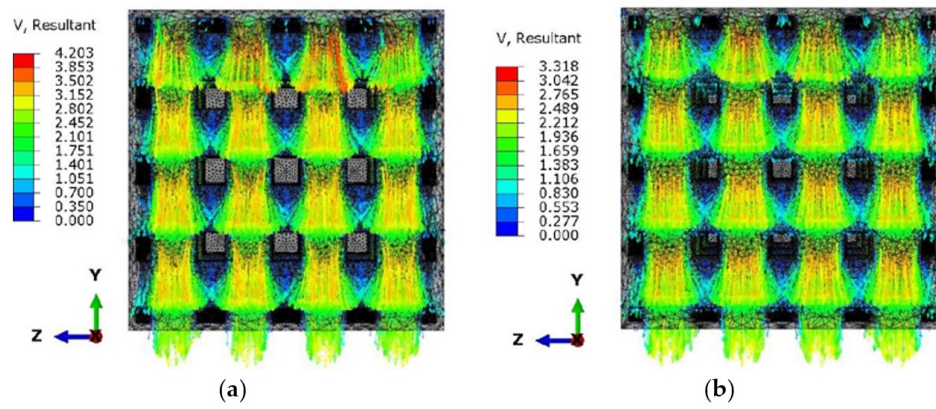 V, Resultant
4.203
3.853
3.502
3.152
2.802
2.452
2.101
1.751
1.401
1.051
0.700
0.350
0.000
Y
Z
X
(a)
V, Resultant
3.318
3.042
2.765
2.489
2.212
1.936
1.659
1.383
1.106
0.830
0.553
0.277
0.000
Y
Z
X
(b)